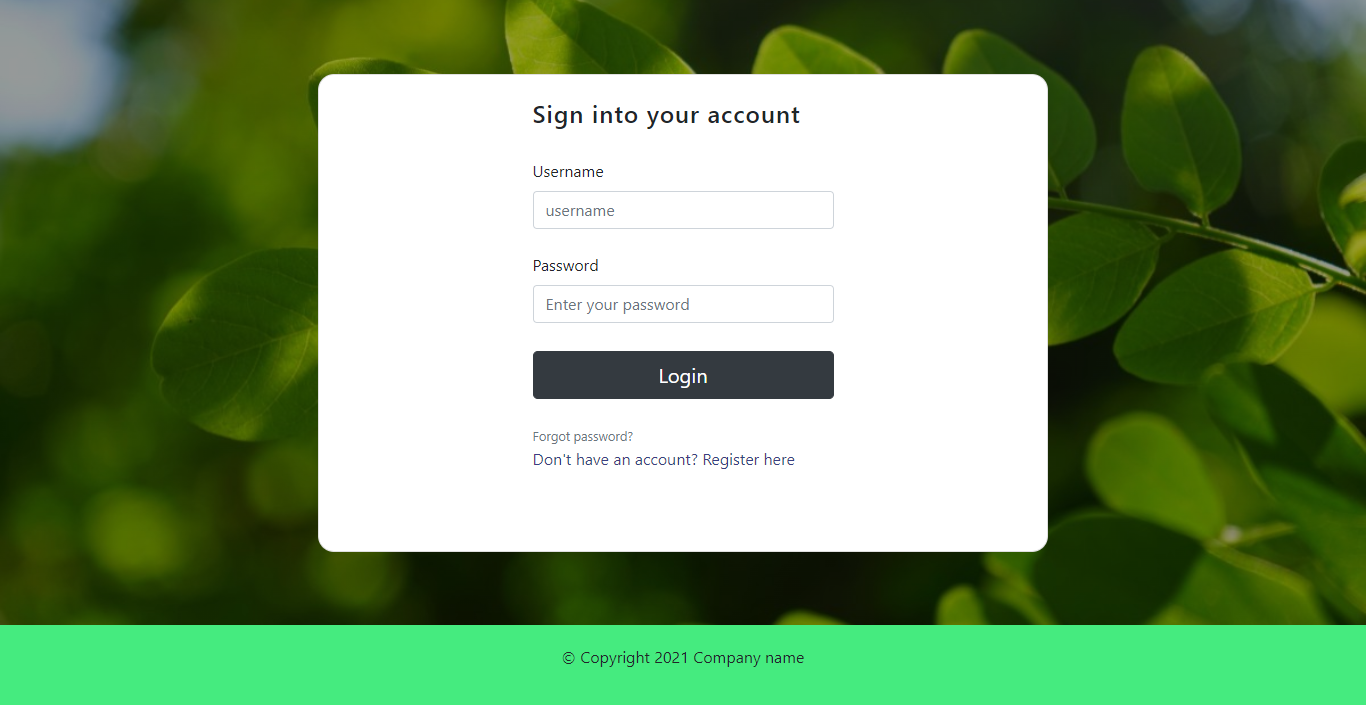 Sign into your account
Username
username
Password
Enter your password
Login
Forgot password?
Don't have an account? Register here
© Copyright 2021 Company name